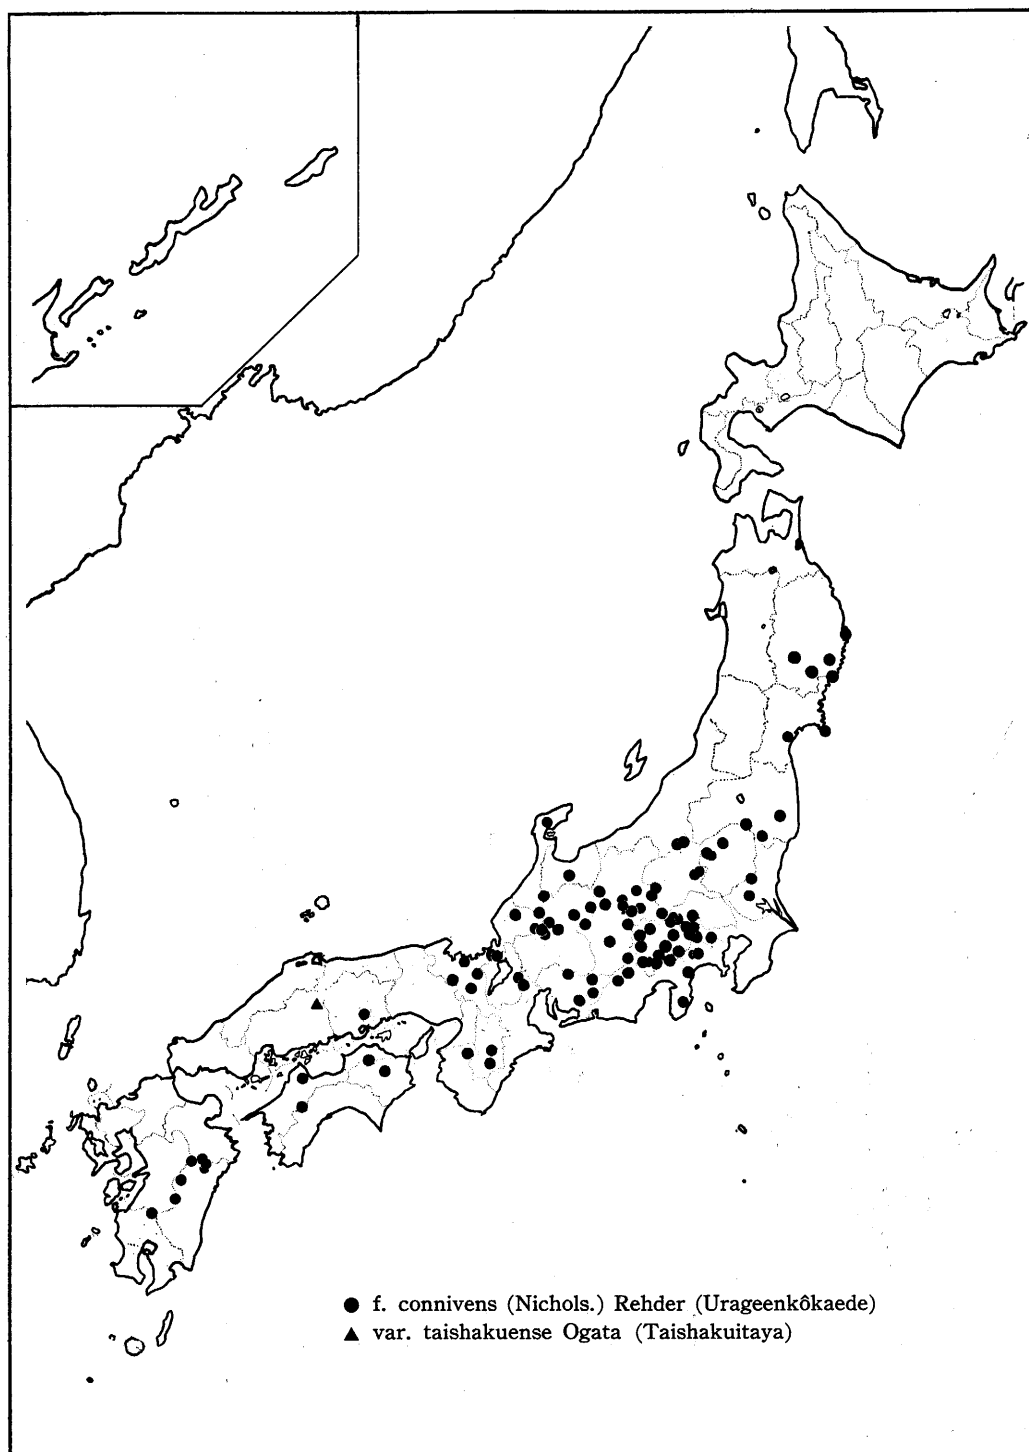 ● f. connivens (Nichols.) Rehder (Urageenkôkaede)
▲ var. taishakuense Ogata (Taishakuitaya)